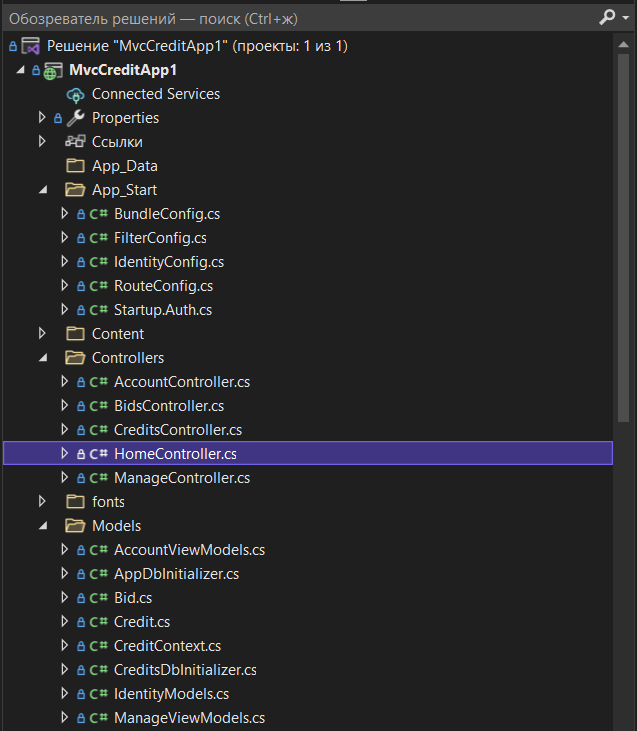 Обозреватель решений — поиск (Ctrl+ж)
Решение "MvcCreditApp1" (проекты: 1 из 1)
MvcCreditApp1
Connected Services
Properties
Ссылки
App_Data
App_Start
C# BundleConfig.cs
C# FilterConfig.cs
C# IdentityConfig.cs
C# RouteConfig.cs
C# Startup.Auth.cs
Content
Controllers
C# AccountController.cs
C# BidsController.cs
C# CreditsController.cs
C# HomeController.cs
C# ManageController.cs
fonts
Models
C# AccountViewModels.cs
C# AppDbInitializer.cs
C# Bid.cs
C# Credit.cs
C# CreditContext.cs
C# CreditsDbInitializer.cs
C# IdentityModels.cs
C# ManageViewModels.cs